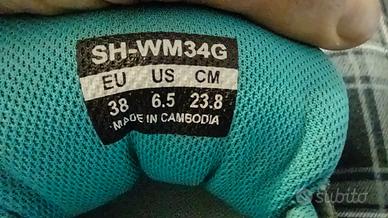 SH-WM34G
EU US CM
38 6.5 23.8
MADE IN CAMBODIA
subito